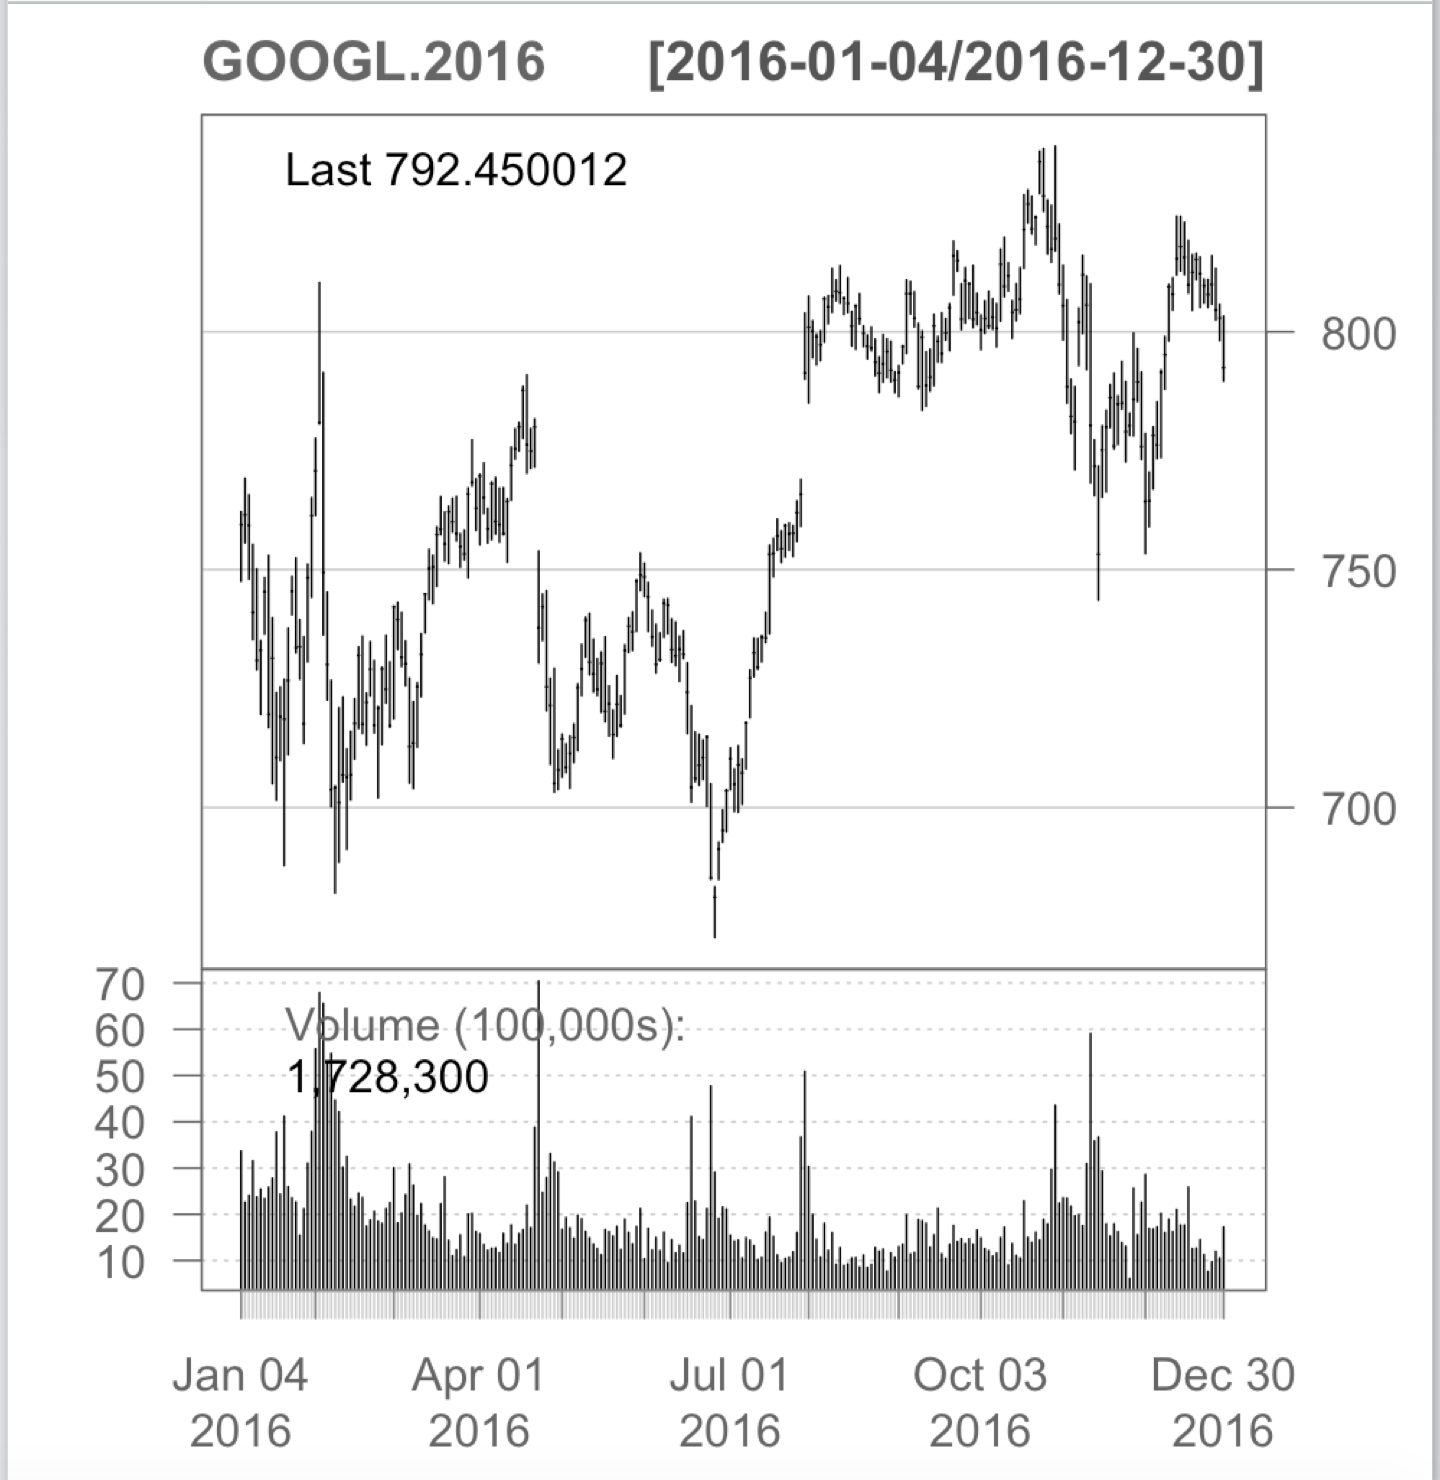 GOOGL.2016 [2016-01-04/2016-12-30]
Last 792.450012
800
750
700
70
60
50
40
30
20
10
Volume (100,000s):
1,728,300
Jan 04 2016
Apr 01 2016
Jul 01 2016
Oct 03 2016
Dec 30 2016